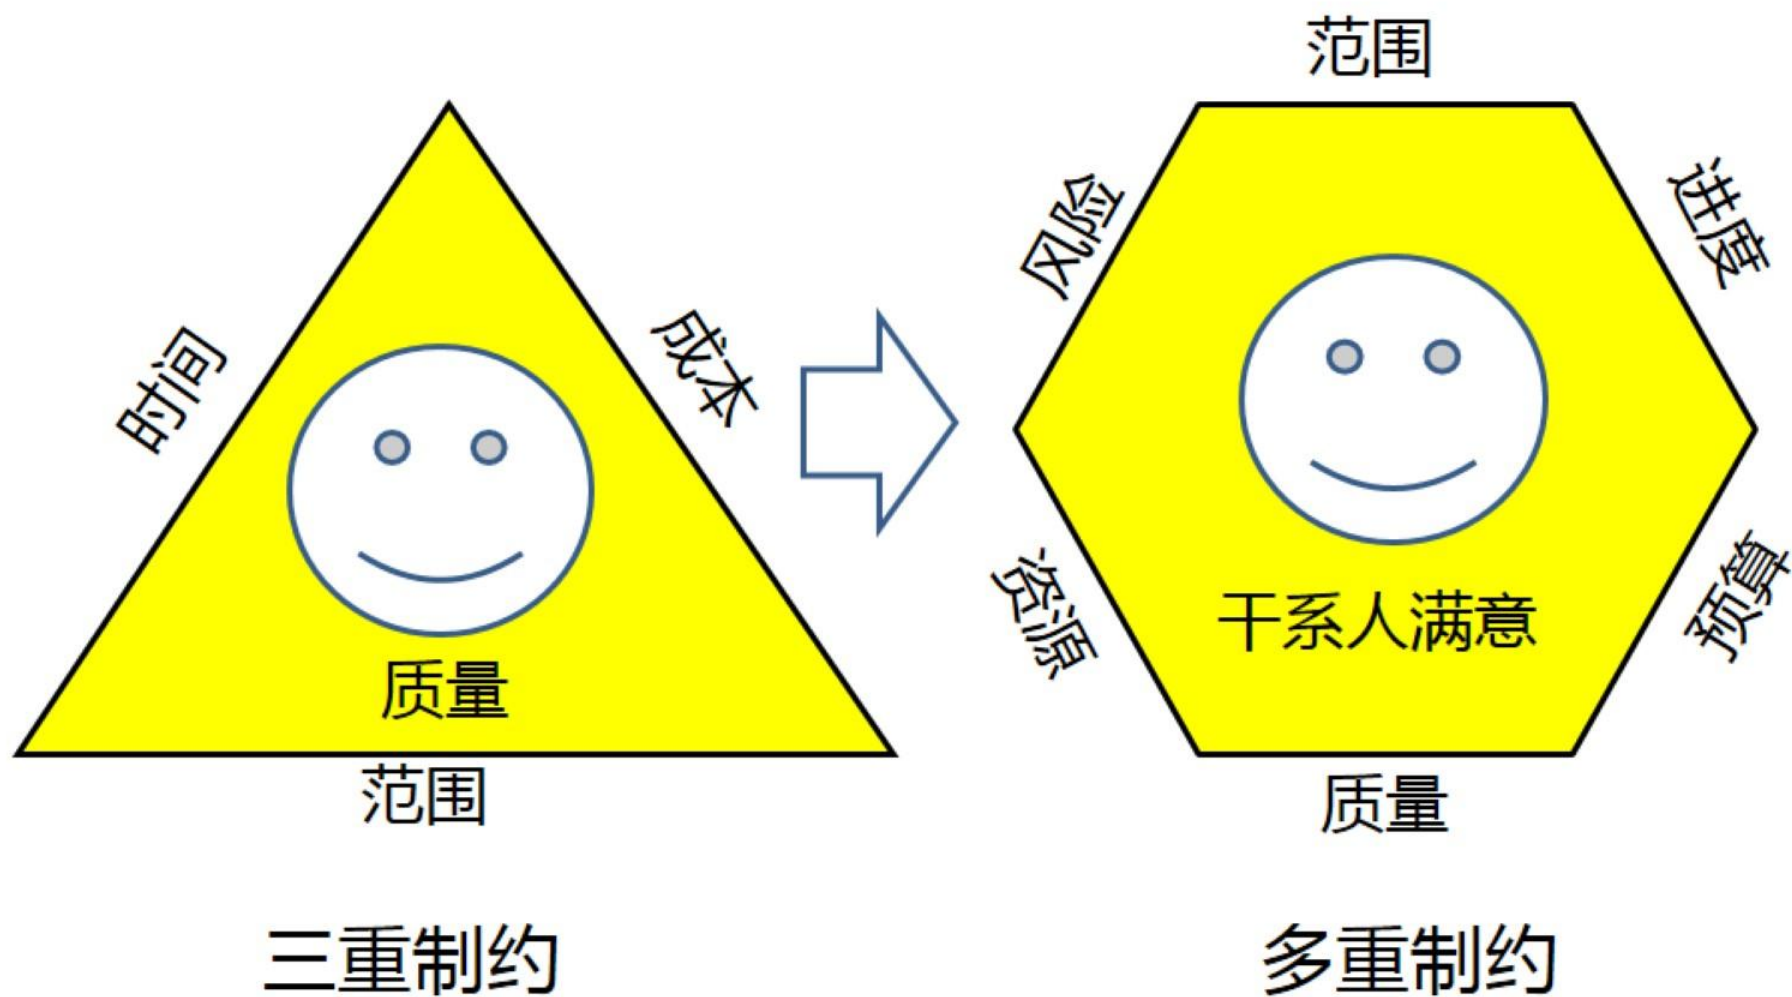 时间
成本
质量
范围
三重制约
范围
风险
进度
资源
预算
干系人满意
质量
多重制约